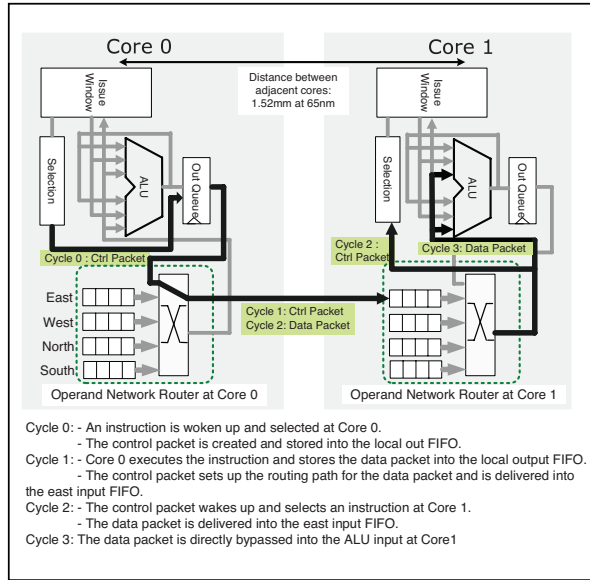 Core 0
Core 1
Distance between
adjacent cores:
1.52mm at 65nm
Issue
Window
Selection
ALU
Out Queue
Issue
Window
Selection
ALU
Out Queue
Cycle 0 : Ctrl Packet
Cycle 2 :
Ctrl Packet
Cycle 3: Data Packet
East
West
North
South
Cycle 1: Ctrl Packet
Cycle 2: Data Packet
Operand Network Router at Core 0
Operand Network Router at Core 1
Cycle 0: - An instruction is woken up and selected at Core 0.
- The control packet is created and stored into the local out FIFO.
Cycle 1: - Core 0 executes the instruction and stores the data packet into the local output FIFO.
- The control packet sets up the routing path for the data packet and is delivered into
the east input FIFO.
Cycle 2: - The control packet wakes up and selects an instruction at Core 1.
- The data packet is delivered into the east input FIFO.
Cycle 3: The data packet is directly bypassed into the ALU input at Core1